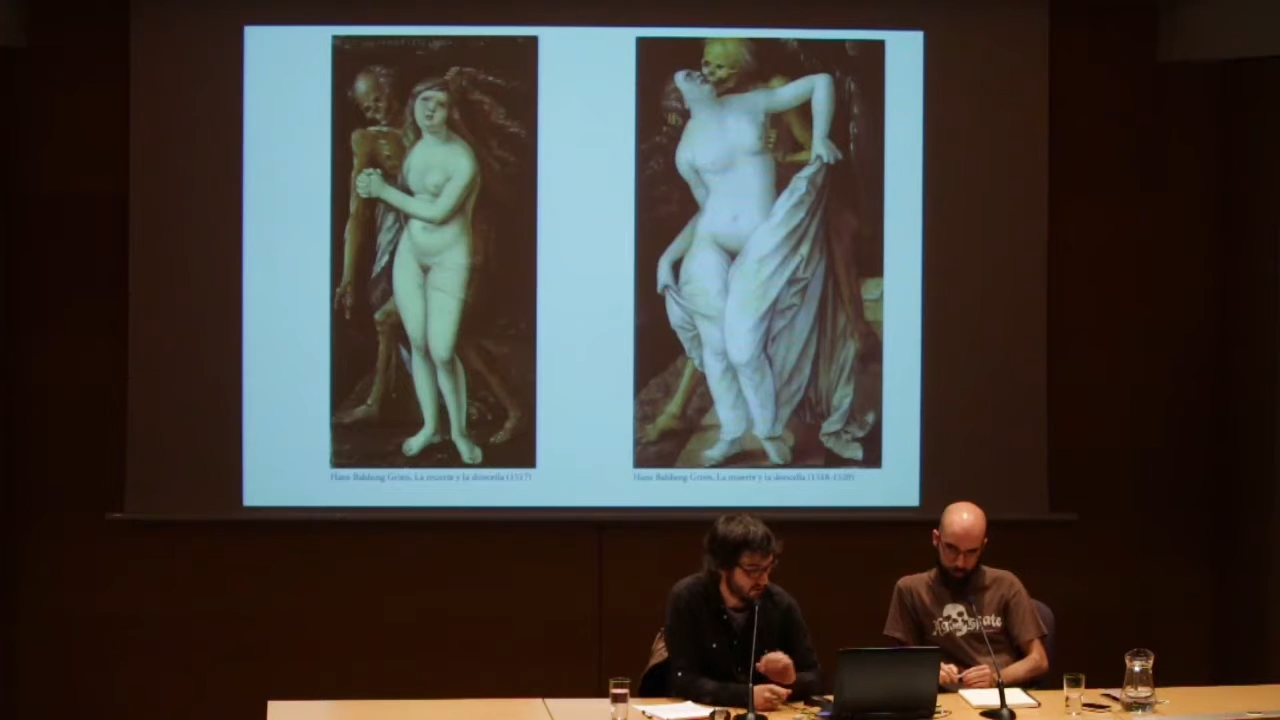 Hans Baldung Grien, La muerte y la doncella (1517)
Hans Baldung Grien, La muerte y la doncella (1518-1520)